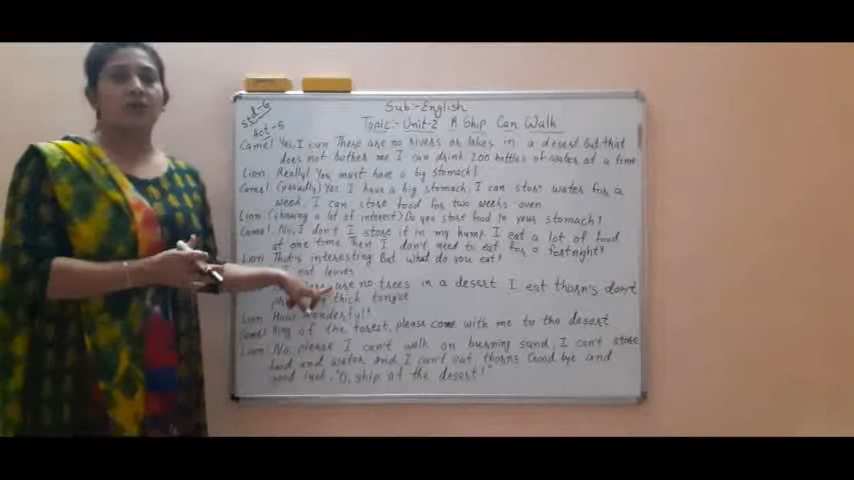 Std-6
Act-5
Sub:- English
Topic:- Unit-2 A Ship Can Walk
Camel Yes, I can There are no rivers or lakes in a desert but that
does not bother me I can drink 200 bottles of water at a time
Lion: Really! You must have a big stomach!
Camel: (proudly) Yes I have a big stomach. I can store water for a
week. I can store food for two weeks even.
Lion (showing a lot of interest) Do you store food in your stomach?
Camel: No, I don't I store it in my hump I eat a lot of food
at one time Then I don't need to eat for a fortnight!
Lion That's interesting. But what do you eat?
I eat leaves
are no trees in a desert I eat thorns don't
thick tongue
Lion How wonderful!
Camel King of the forest, please come with me to the desert
Lion: No, please I can't walk on burning sand, I can't store
food and water and I can't eat thorns Good bye and
good luck, "O, ship of the desert!"